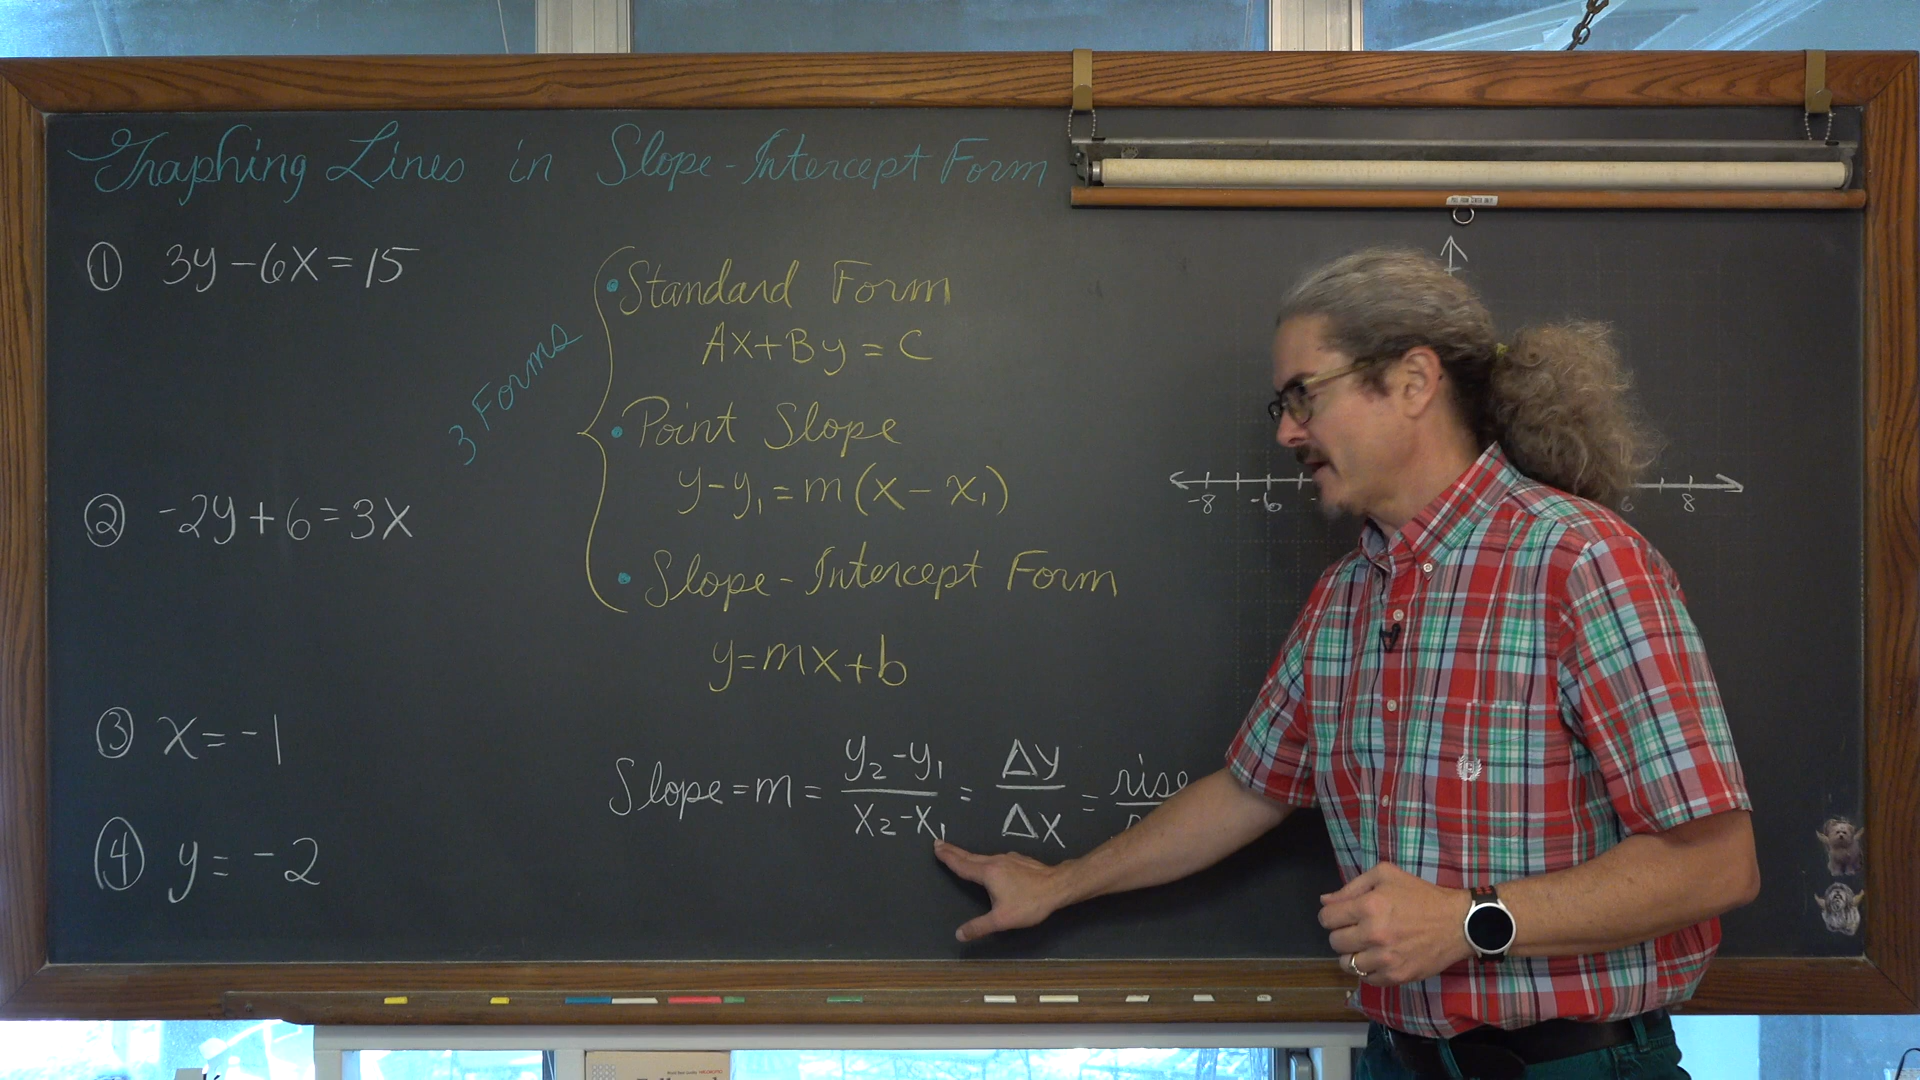 Graphing Lines in Slope-Intercept Form
① 3y-6x=15
② -2y+6=3x
③ x=-1
④ y=-2
3 Forms
• Standard Form
Ax+By=C
• Point Slope
y-y₁=m(x-x₁)
• Slope-Intercept Form
y=mx+b
Slope=m= (y₂-y₁)/(x₂-x₁) = Δy/Δx = rise
-8 -6 6 8